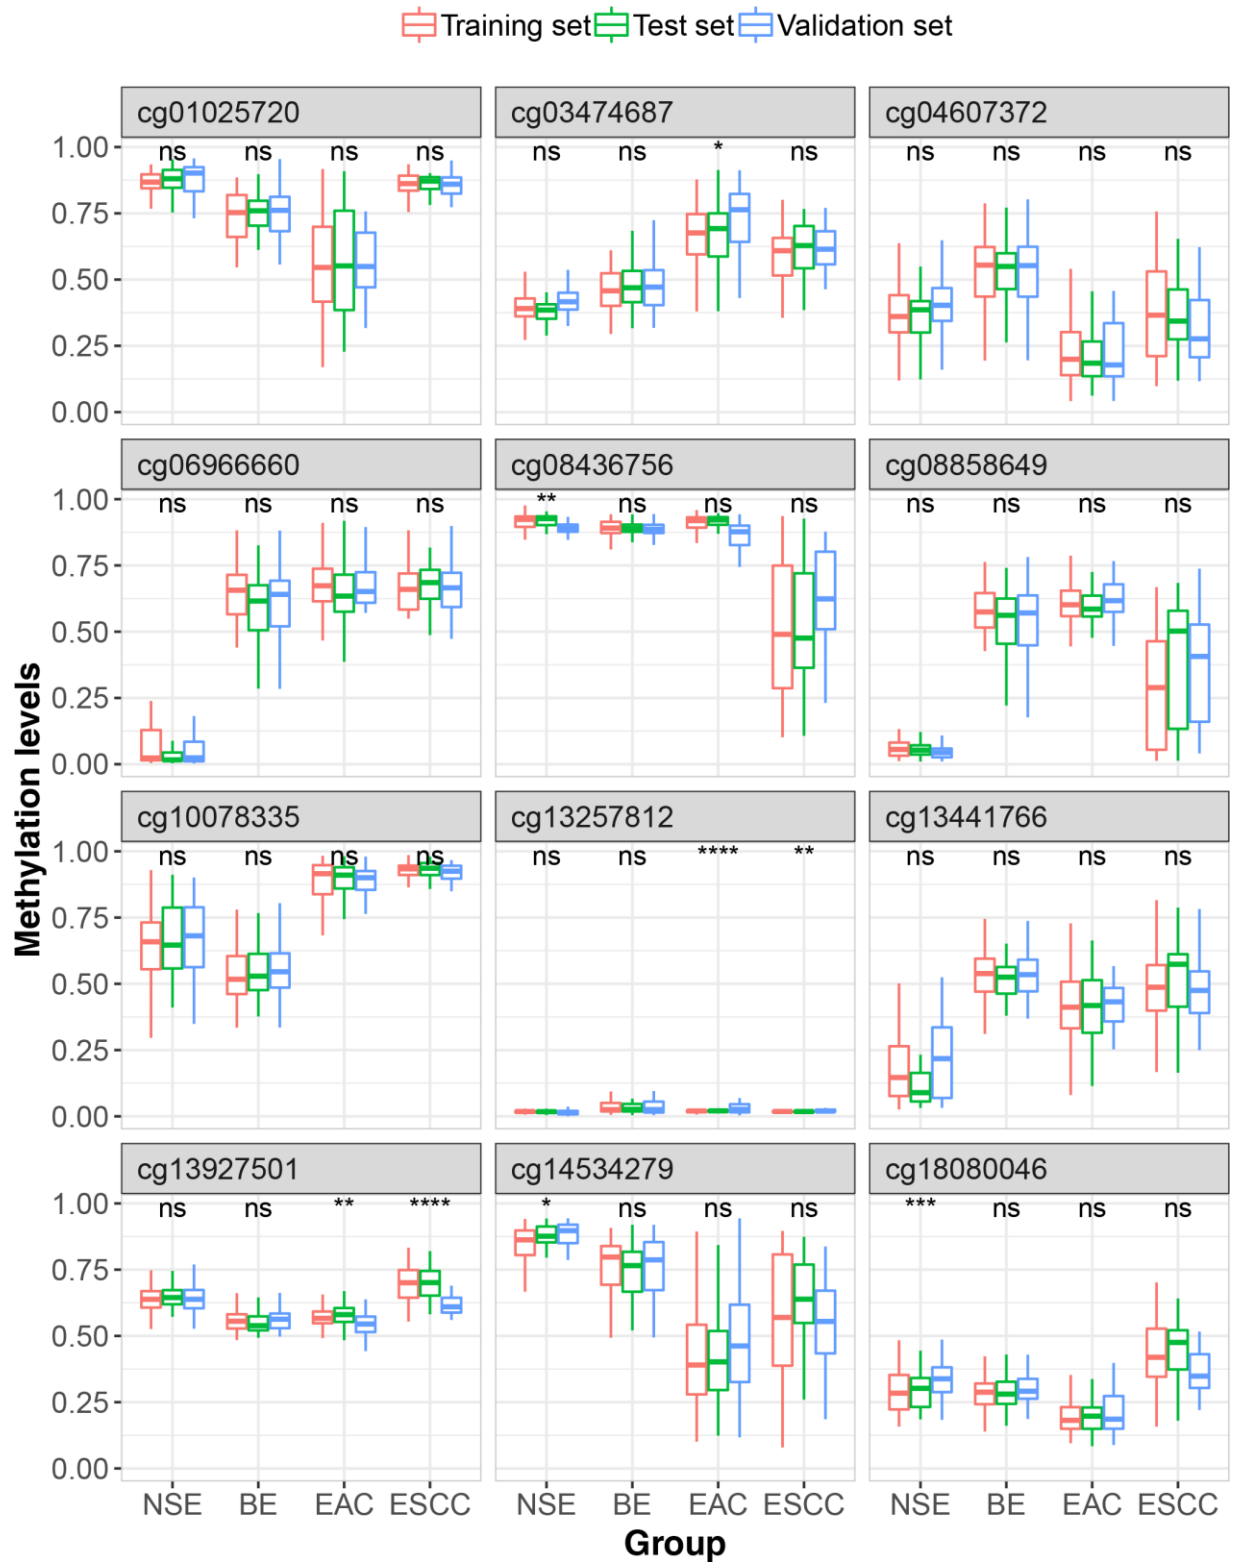 Training set Test set Validation set
cg01025720 cg03474687 cg04607372
1.00 ns ns ns ns ns ns * ns ns ns ns ns
0.75
0.50
0.25
0.00
cg06966660 cg08436756 cg08858649
1.00 ns ns ns ns ** ns ns ns ns ns ns ns
0.75
0.50
0.25
0.00
cg10078335 cg13257812 cg13441766
1.00 ns ns ns ns ns ns **** ** ns ns ns ns
0.75
0.50
0.25
0.00
cg13927501 cg14534279 cg18080046
1.00 ns ns ** **** * ns ns ns *** ns ns ns
0.75
0.50
0.25
0.00
Methylation levels
NSE BE EAC ESCC NSE BE EAC ESCC NSE BE EAC ESCC
Group